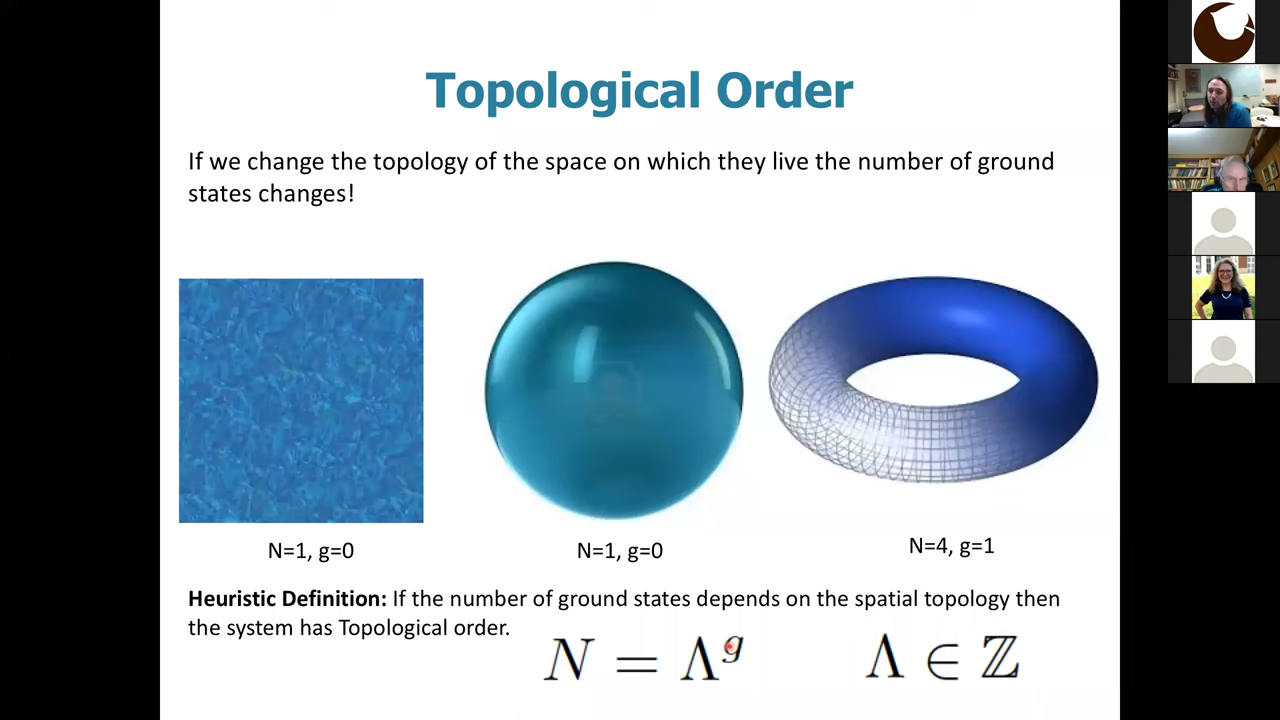 Topological Order
If we change the topology of the space on which they live the number of ground
states changes!
N=1, g=0
N=1, g=0
N=4, g=1
Heuristic Definition: If the number of ground states depends on the spatial topology then
the system has Topological order.
N = Λ^g
Λ ∈ ℤ